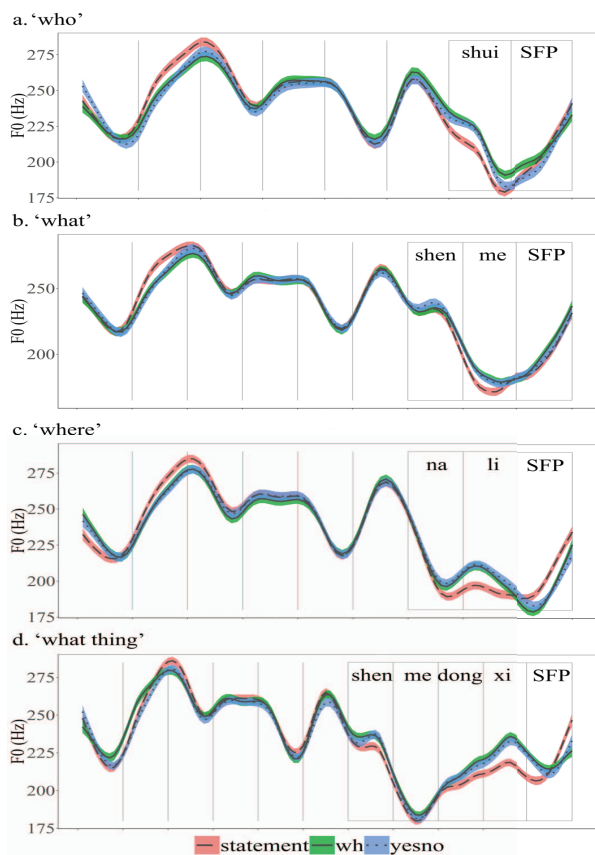 a. ‘who’
275
250
225
200
175
F0 (Hz)
shui SFP
b. ‘what’
250
200
F0 (Hz)
shen me SFP
c. ‘where’
275
250
225
200
175
F0 (Hz)
na li SFP
d. ‘what thing’
275
250
225
200
175
F0 (Hz)
shen me dong xi SFP
statement wh yesno